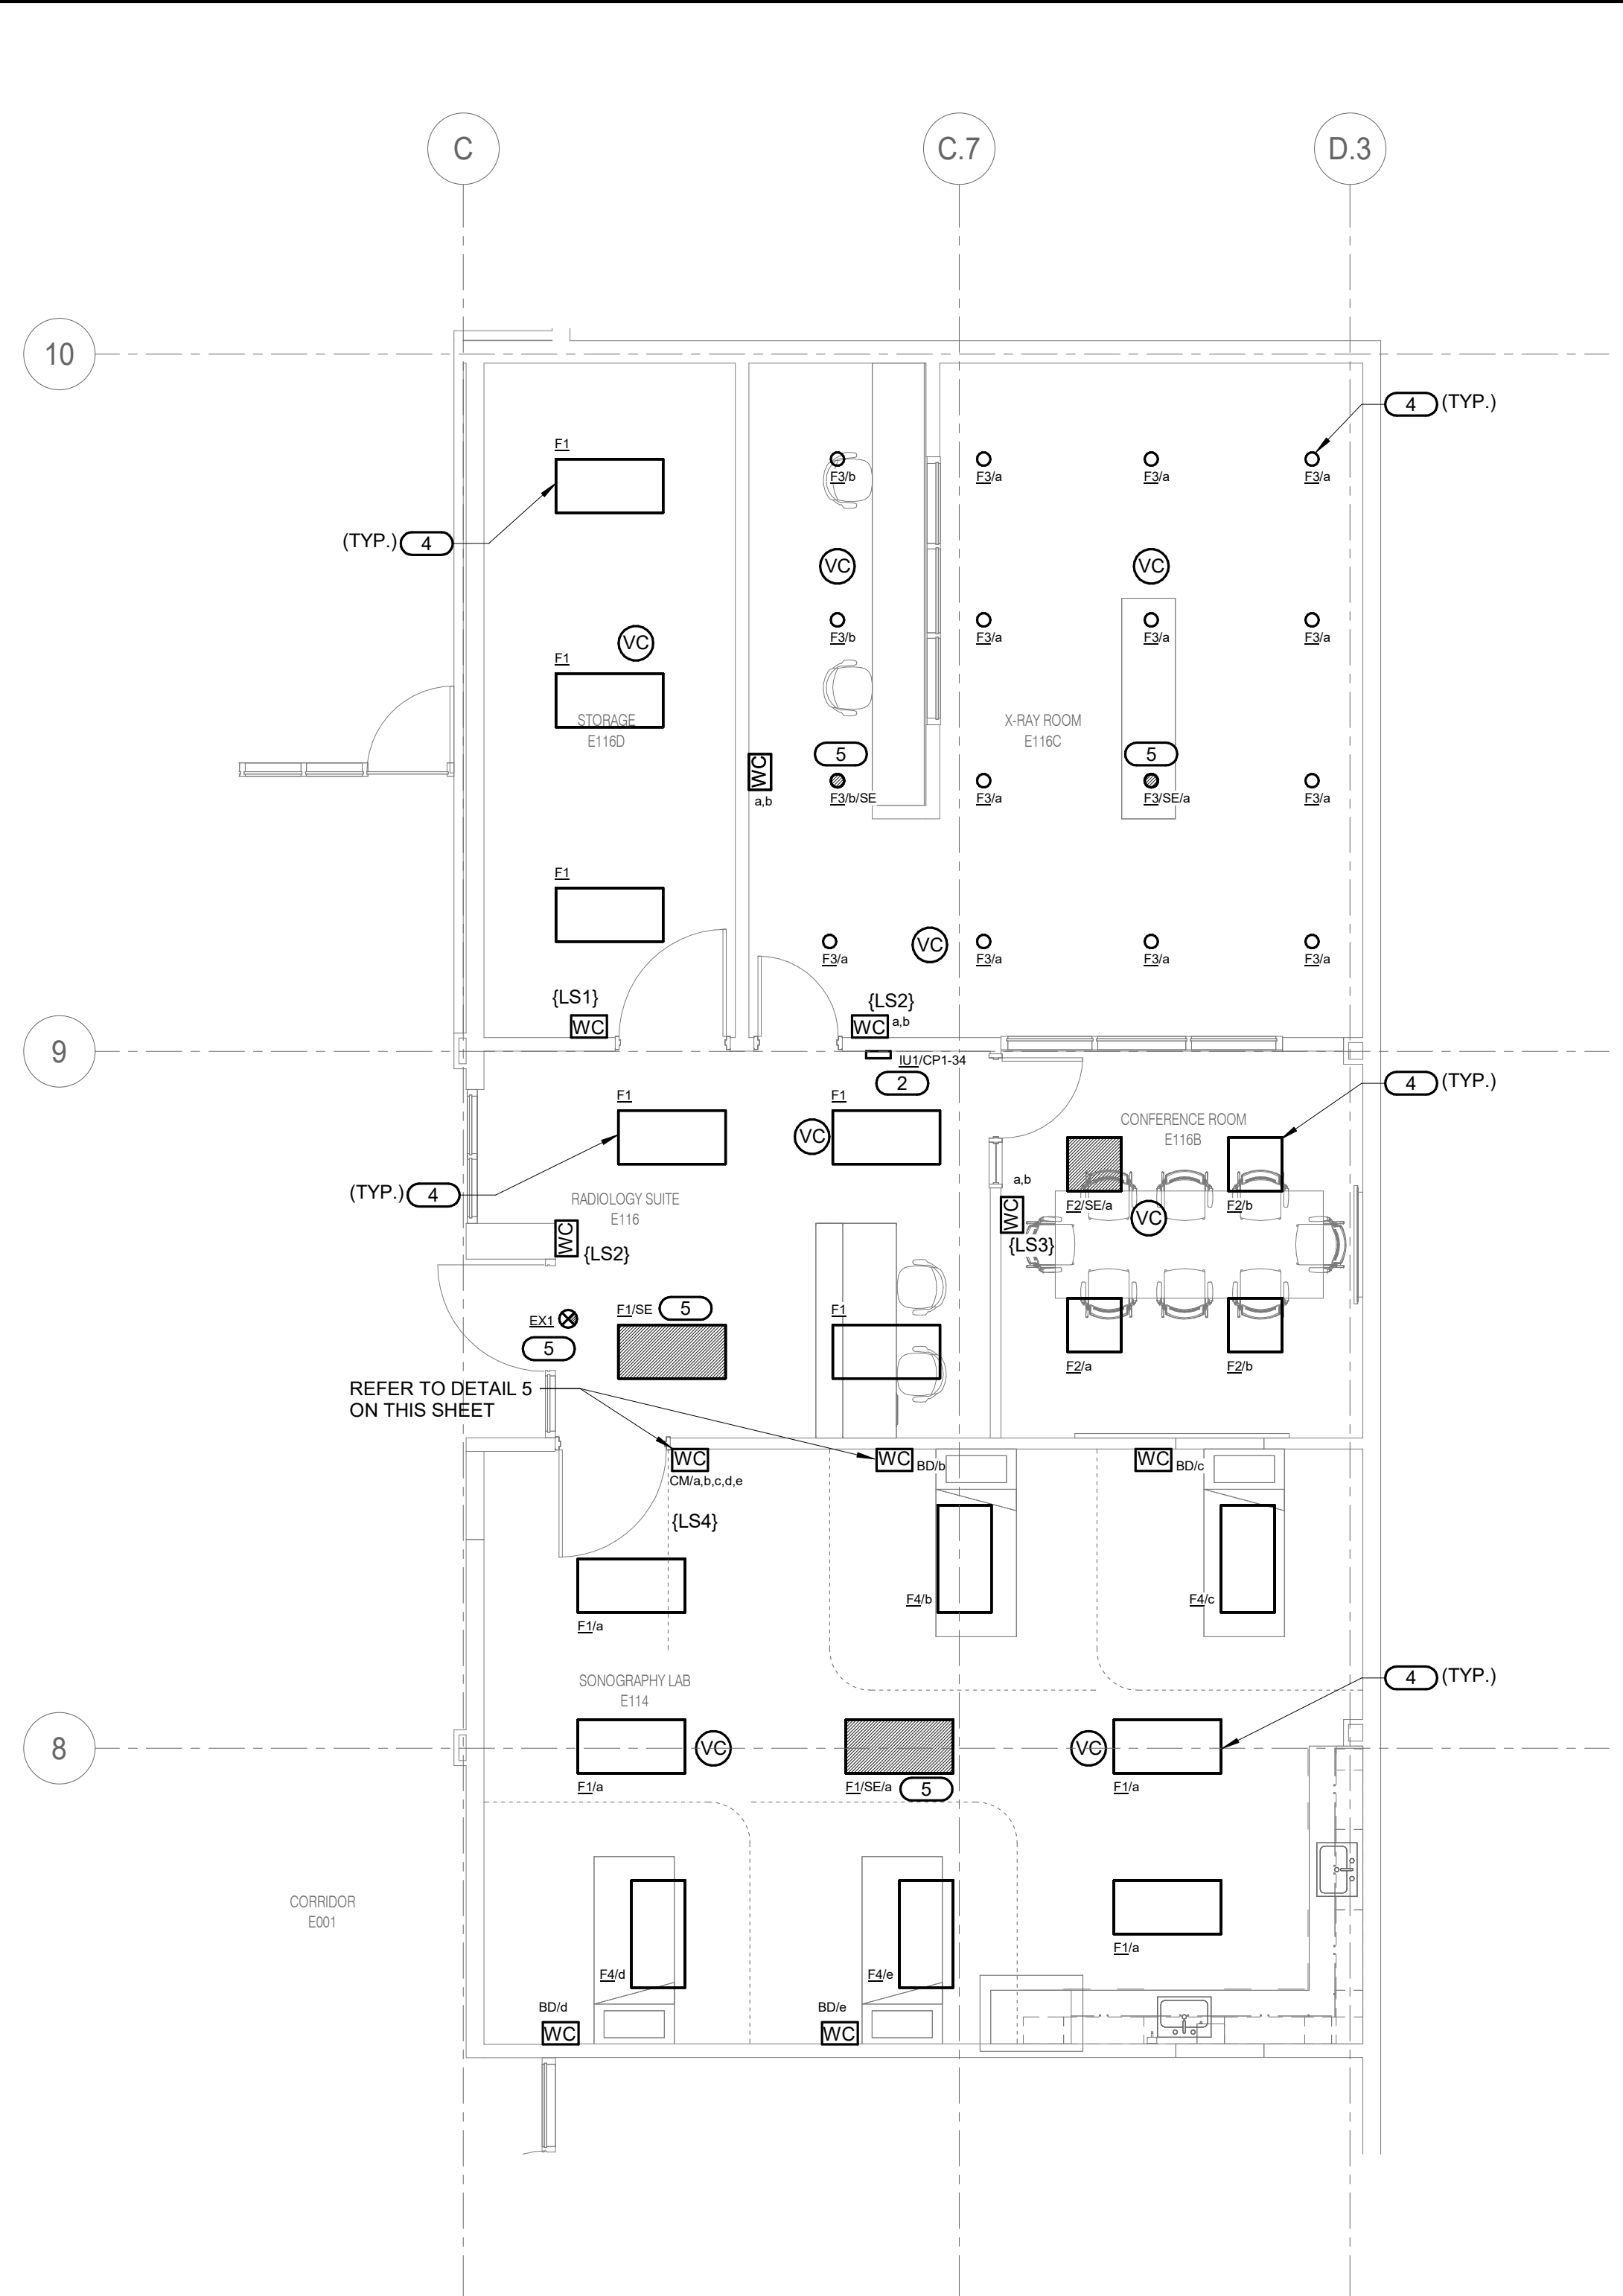 C
C.7
D.3
10
4 (TYP.)
F1
F3/b
F3/a
F3/a
F3/a
(TYP.) 4
VC
VC
F3/b
F3/a
F3/a
F3/a
VC
F1
STORAGE
E116D
X-RAY ROOM
E116C
5
5
WC
a,b
F3/b/SE
F3/a
F3/SE/a
F3/a
F1
VC
F3/a
F3/a
F3/a
F3/a
{LS1}
WC
{LS2}
WC a,b
9
IU1/CP1-34
2
4 (TYP.)
F1
F1
VC
CONFERENCE ROOM
E116B
(TYP.) 4
RADIOLOGY SUITE
E116
a,b
WC
{LS3}
F2/SE/a
VC
F2/b
WC
{LS2}
EX1
5
F1/SE 5
F1
F2/a
F2/b
REFER TO DETAIL 5
ON THIS SHEET
WC
CM/a,b,c,d,e
WC BD/b
WC BD/c
{LS4}
F4/b
F4/c
F1/a
SONOGRAPHY LAB
E114
4 (TYP.)
8
VC
VC
F1/a
F1/SE/a 5
F1/a
CORRIDOR
E001
F1/a
F4/d
F4/e
BD/d
WC
BD/e
WC